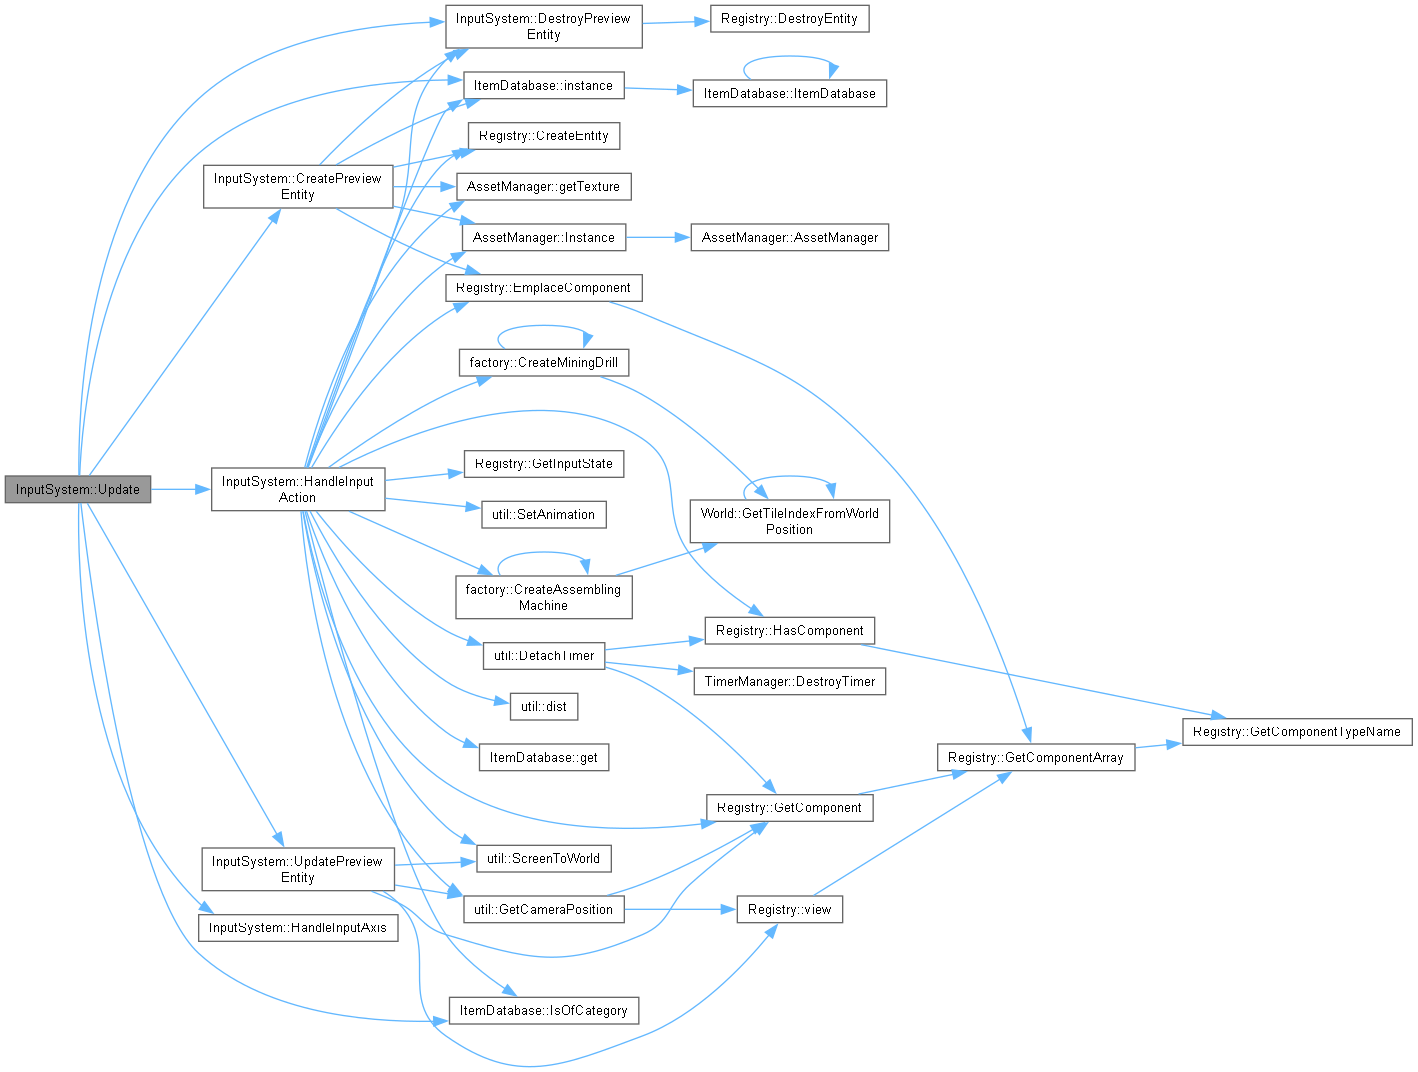 InputSystem::DestroyPreview
Entity
Registry::DestroyEntity
ItemDatabase::instance
ItemDatabase::ItemDatabase
Registry::CreateEntity
InputSystem::CreatePreview
Entity
AssetManager::getTexture
AssetManager::Instance
AssetManager::AssetManager
Registry::EmplaceComponent
factory::CreateMiningDrill
Registry::GetInputState
InputSystem::Update
InputSystem::HandleInput
Action
util::SetAnimation
World::GetTileIndexFromWorld
Position
factory::CreateAssembling
Machine
Registry::HasComponent
util::DetachTimer
TimerManager::DestroyTimer
util::dist
Registry::GetComponentTypeName
ItemDatabase::get
Registry::GetComponentArray
Registry::GetComponent
InputSystem::UpdatePreview
Entity
util::ScreenToWorld
util::GetCameraPosition
Registry::view
InputSystem::HandleInputAxis
ItemDatabase::IsOfCategory